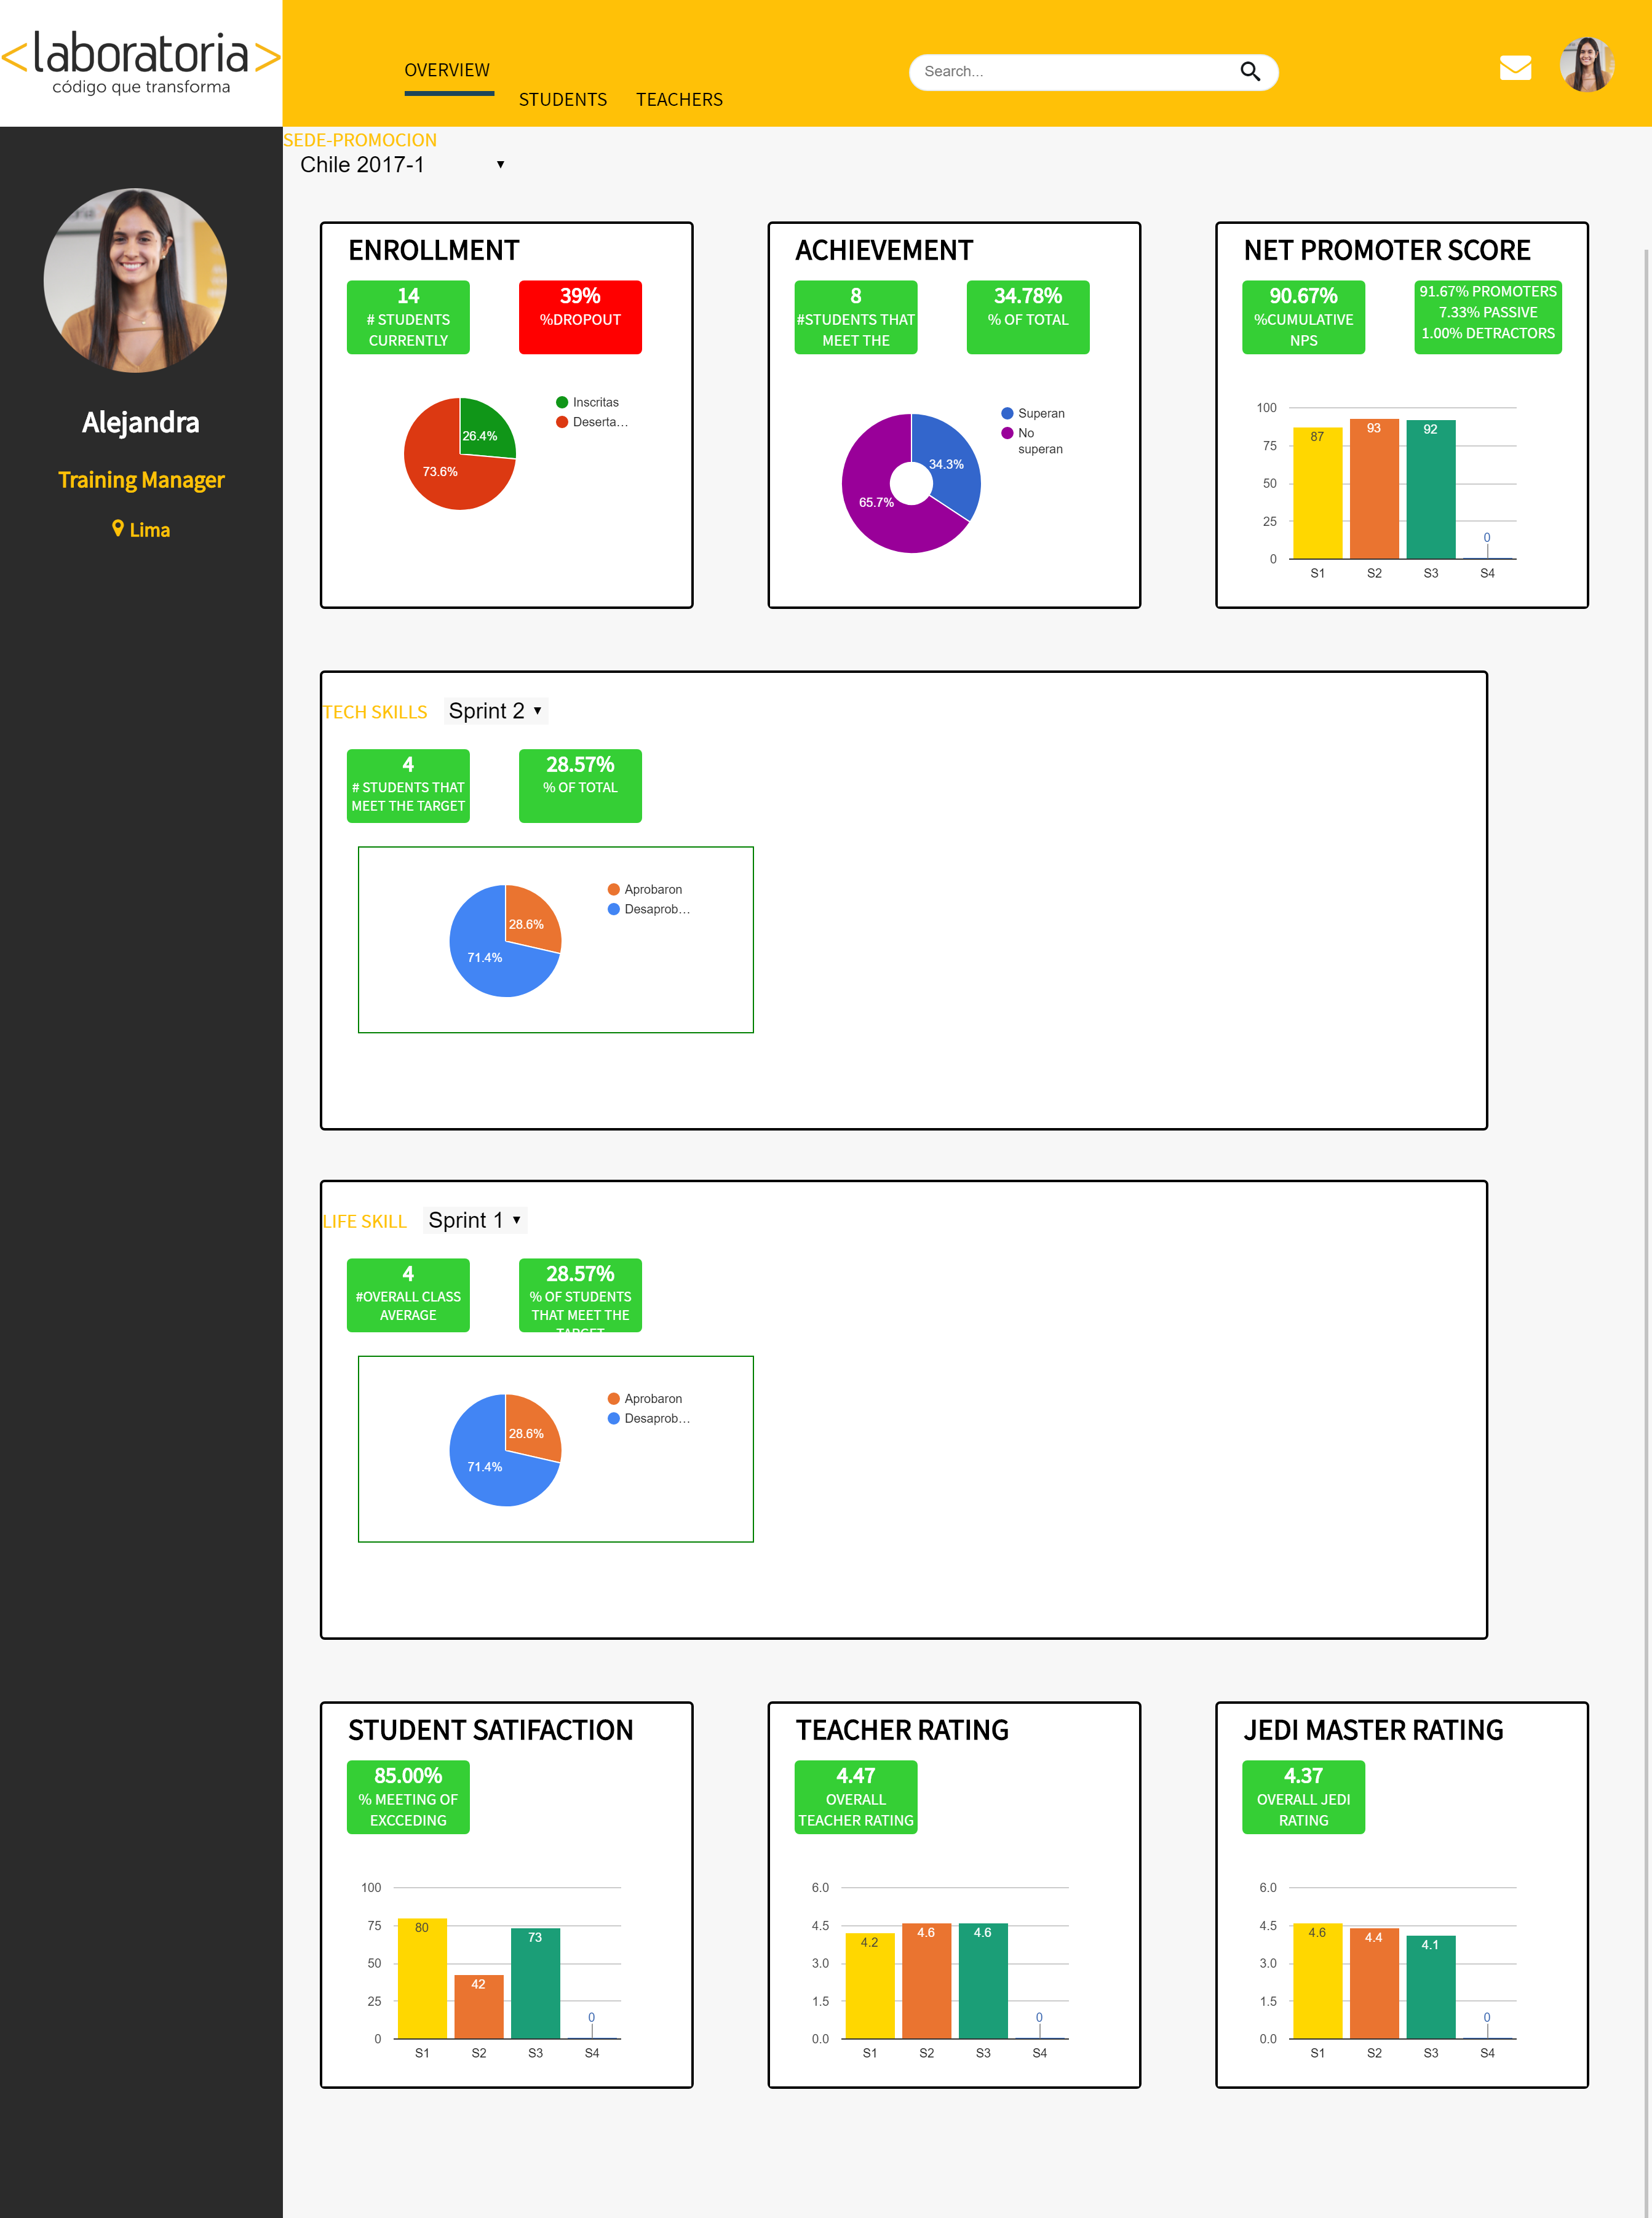 <laboratoria>
código que transforma
OVERVIEW
STUDENTS
TEACHERS
Search...
Alejandra
Training Manager
Lima
SEDE-PROMOCION
Chile 2017-1
ENROLLMENT
14
# STUDENTS
CURRENTLY
39%
%DROPOUT
Inscritas
Deserta...
26.4%
73.6%
ACHIEVEMENT
8
#STUDENTS THAT
MEET THE
34.78%
% OF TOTAL
Superan
No
superan
34.3%
65.7%
NET PROMOTER SCORE
90.67%
%CUMULATIVE
NPS
91.67% PROMOTERS
7.33% PASSIVE
1.00% DETRACTORS
100
75
50
25
0
87
93
92
0
S1 S2 S3 S4
TECH SKILLS
Sprint 2
4
# STUDENTS THAT
MEET THE TARGET
28.57%
% OF TOTAL
Aprobaron
Desaprob...
28.6%
71.4%
LIFE SKILL
Sprint 1
4
#OVERALL CLASS
AVERAGE
28.57%
% OF STUDENTS
THAT MEET THE
TARGET
Aprobaron
Desaprob...
28.6%
71.4%
STUDENT SATIFACTION
85.00%
% MEETING OF
EXCCEDING
100
75
50
25
0
80
42
73
0
S1 S2 S3 S4
TEACHER RATING
4.47
OVERALL
TEACHER RATING
6.0
4.5
3.0
1.5
0.0
4.2
4.6
4.6
0
S1 S2 S3 S4
JEDI MASTER RATING
4.37
OVERALL JEDI
RATING
6.0
4.5
3.0
1.5
0.0
4.6
4.4
4.1
0
S1 S2 S3 S4